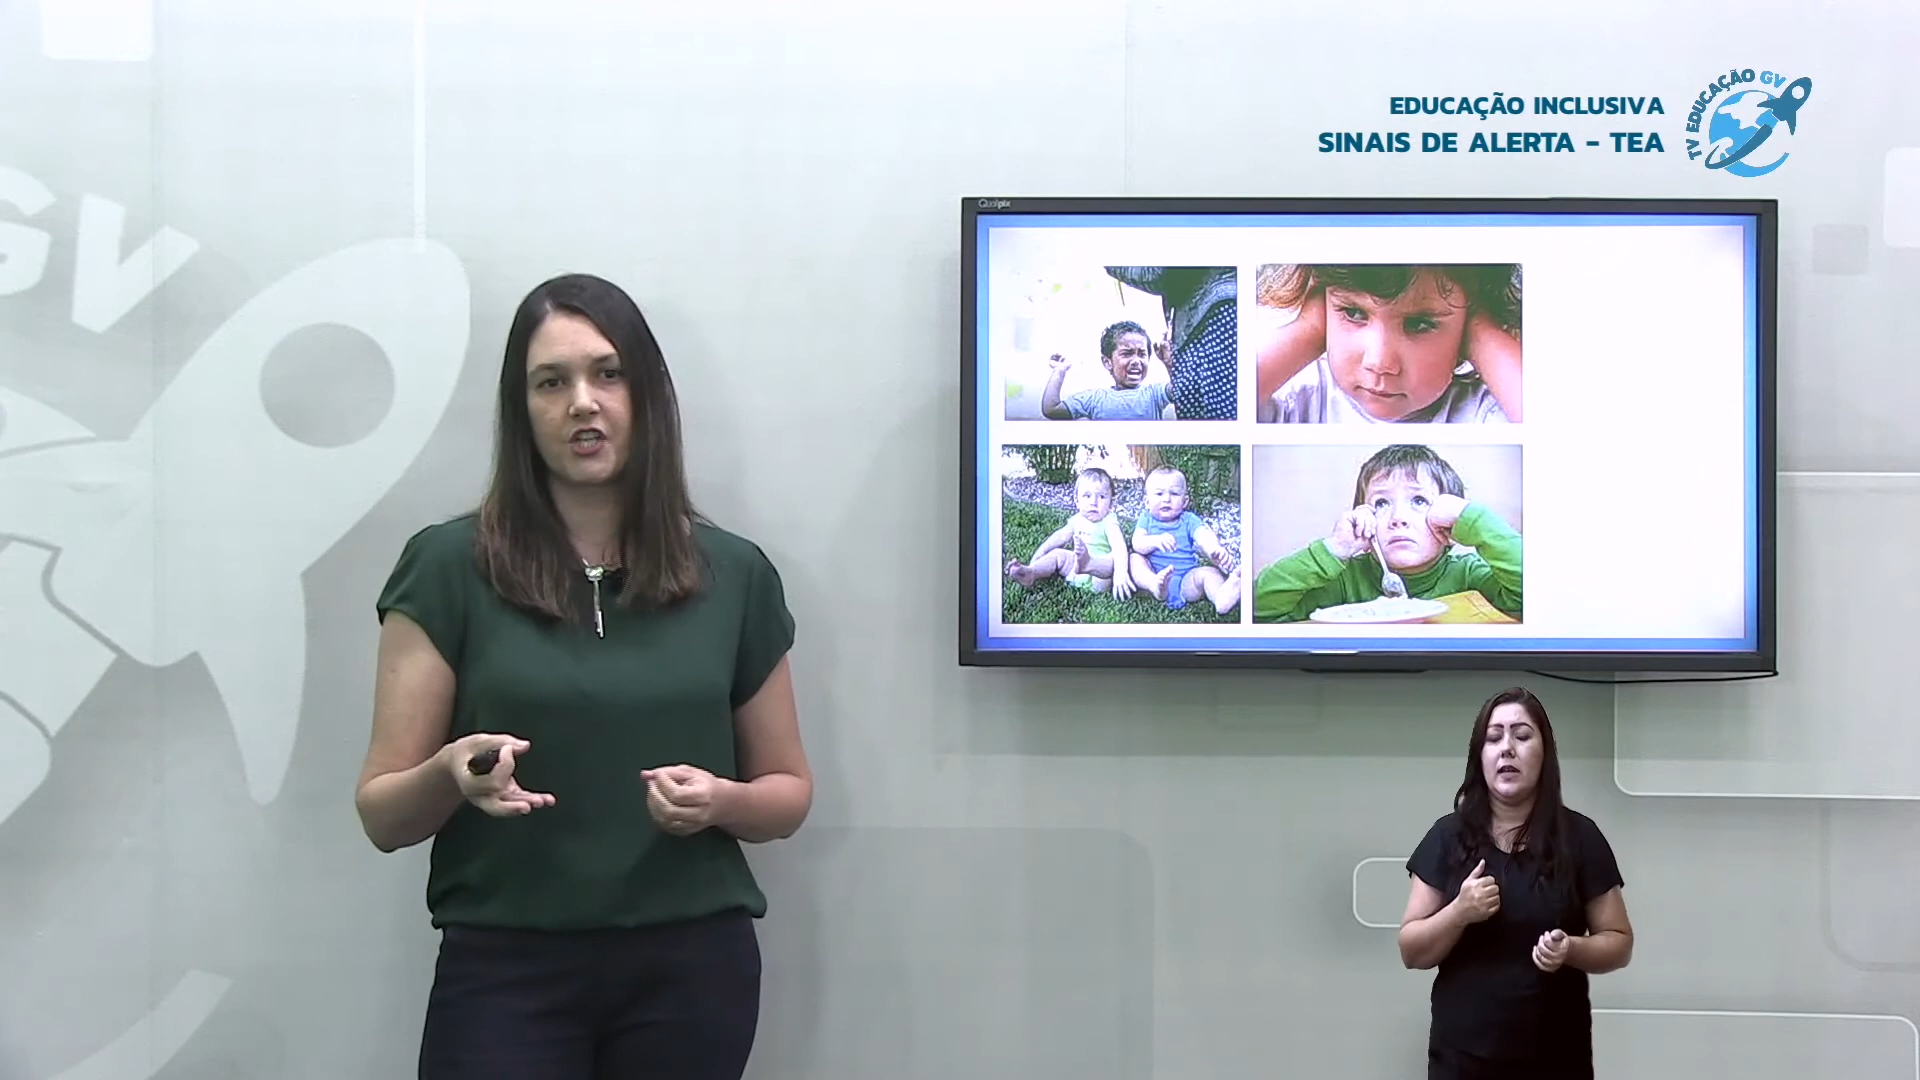 EDUCAÇÃO INCLUSIVA
SINAIS DE ALERTA - TEA
TV EDUCAÇÃO GV
Qualpix
GV